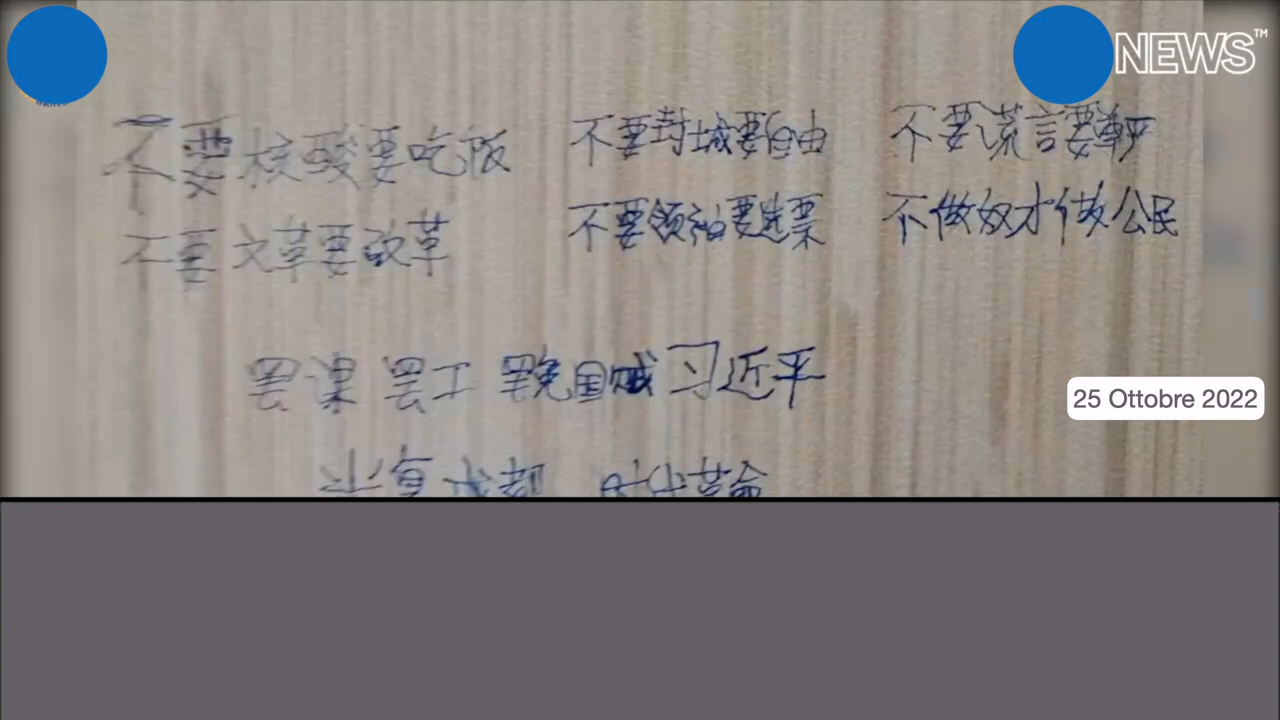 NEWS™
不要核酸要吃饭 不要封城要自由 不要谎言要尊严
不要文革要改革 不要领袖要选票 不做奴才做公民
罢课 罢工 罢免国贼习近平
25 Ottobre 2022